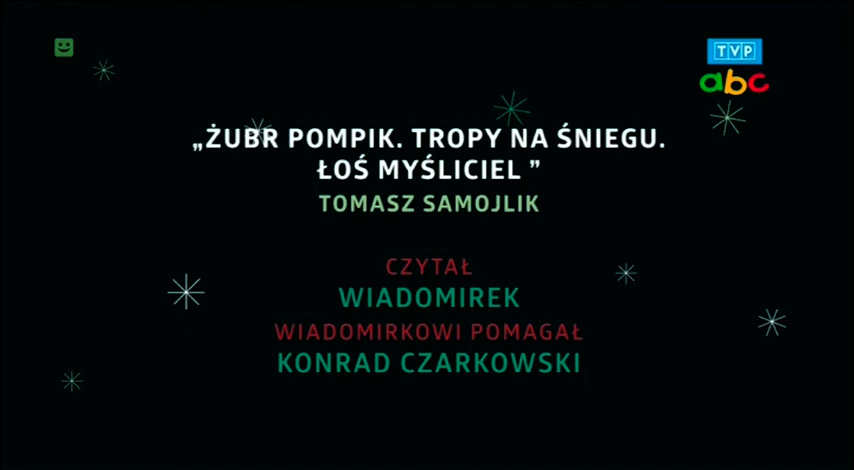 TVP
abc
„ŻUBR POMPIK. TROPY NA ŚNIEGU.
ŁOŚ MYŚLICIEL ”
TOMASZ SAMOJLIK
CZYTAŁ
WIADOMIREK
WIADOMIRKOWI POMAGAŁ
KONRAD CZARKOWSKI